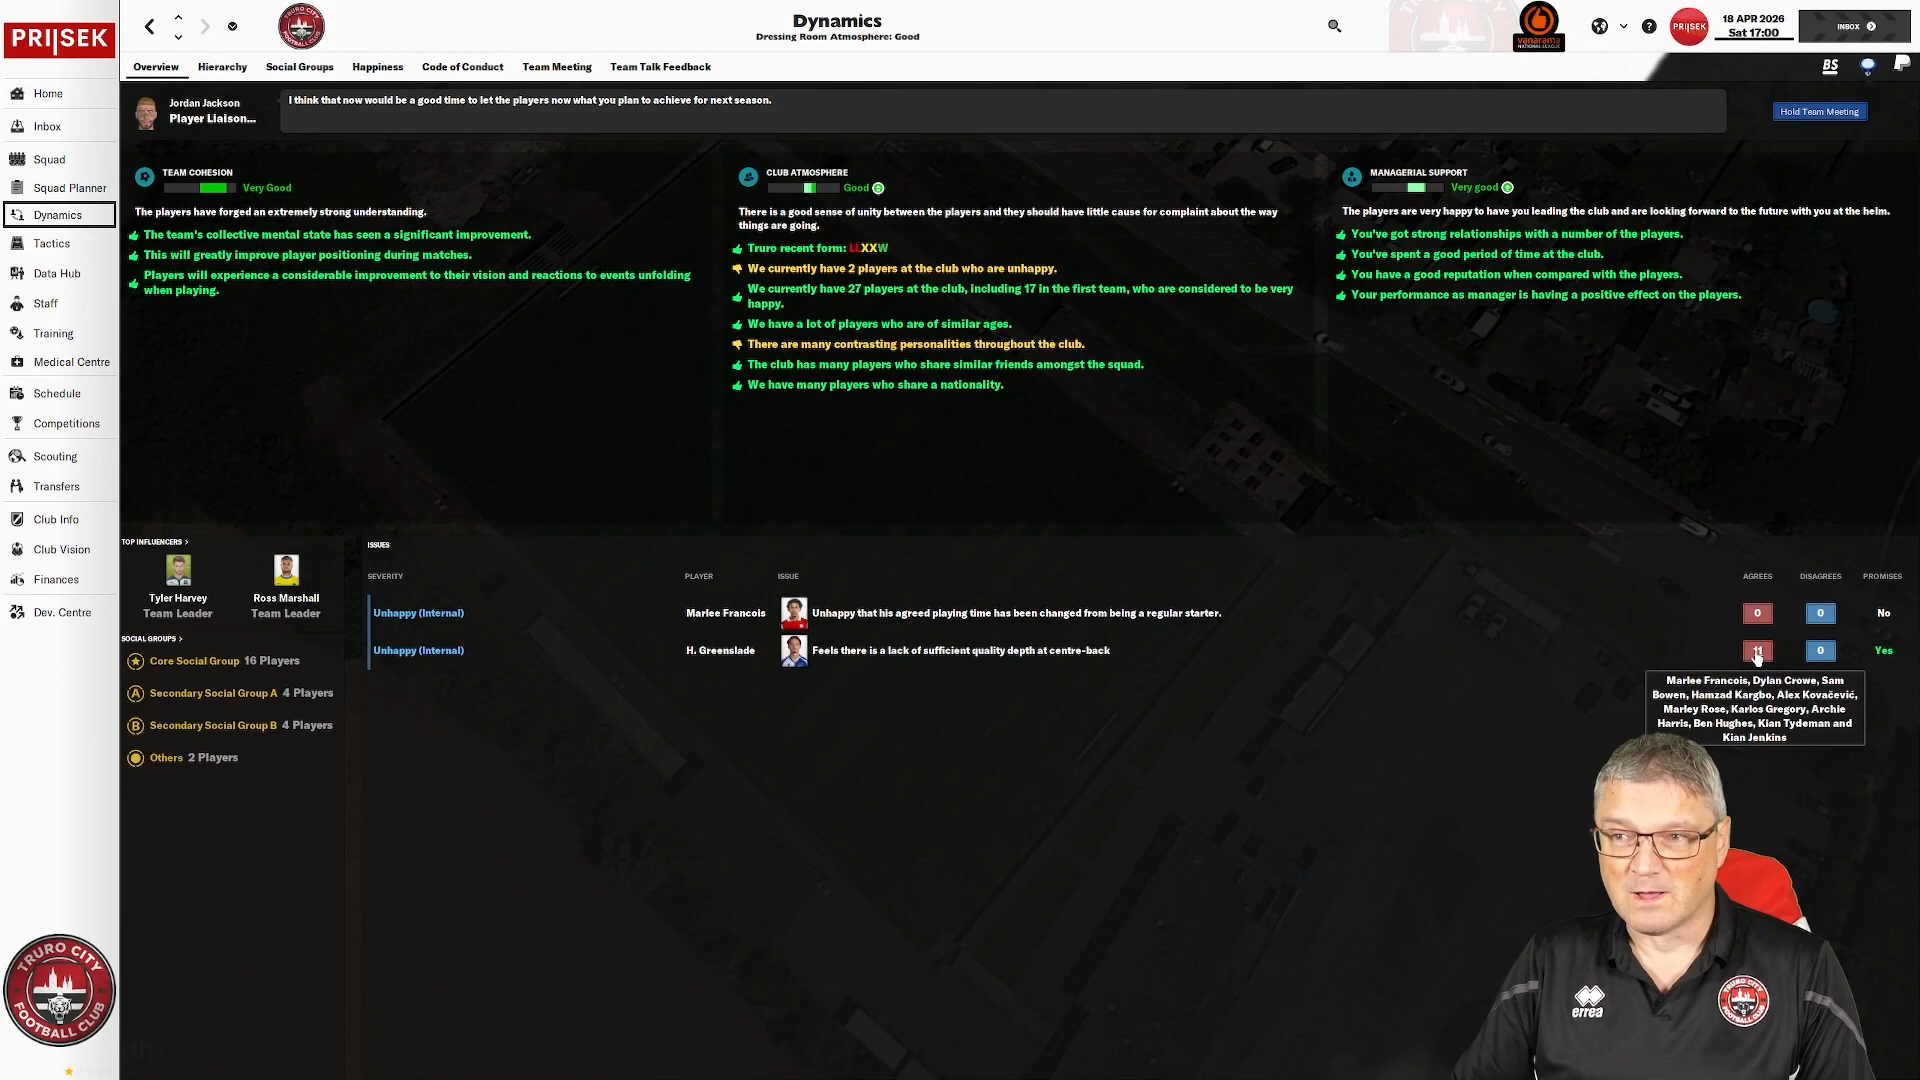 PRIJSEK
Dynamics
Dressing Room Atmosphere: Good
vanarama
NATIONAL LEAGUE
PRIJSEK
18 APR 2026
Sat 17:00
INBOX
Overview
Hierarchy
Social Groups
Happiness
Code of Conduct
Team Meeting
Team Talk Feedback
BS
Home
Inbox
Squad
Squad Planner
Dynamics
Tactics
Data Hub
Staff
Training
Medical Centre
Schedule
Competitions
Scouting
Transfers
Club Info
Club Vision
Finances
Dev. Centre
TRURO CITY
FOOTBALL CLUB
Jordan Jackson
Player Liaison...
I think that now would be a good time to let the players now what you plan to achieve for next season.
Hold Team Meeting
TEAM COHESION
Very Good
The players have forged an extremely strong understanding.
The team's collective mental state has seen a significant improvement.
This will greatly improve player positioning during matches.
Players will experience a considerable improvement to their vision and reactions to events unfolding
when playing.
CLUB ATMOSPHERE
Good
There is a good sense of unity between the players and they should have little cause for complaint about the way
things are going.
Truro recent form: LLXXW
We currently have 2 players at the club who are unhappy.
We currently have 27 players at the club, including 17 in the first team, who are considered to be very
happy.
We have a lot of players who are of similar ages.
There are many contrasting personalities throughout the club.
The club has many players who share similar friends amongst the squad.
We have many players who share a nationality.
MANAGERIAL SUPPORT
Very good
The players are very happy to have you leading the club and are looking forward to the future with you at the helm.
You've got strong relationships with a number of the players.
You've spent a good period of time at the club.
You have a good reputation when compared with the players.
Your performance as manager is having a positive effect on the players.
TOP INFLUENCERS >
Tyler Harvey
Team Leader
Ross Marshall
Team Leader
SOCIAL GROUPS >
Core Social Group 16 Players
A Secondary Social Group A 4 Players
B Secondary Social Group B 4 Players
Others 2 Players
ISSUES
SEVERITY PLAYER ISSUE AGREES DISAGREES PROMISES
Unhappy (Internal) Marlee Francois Unhappy that his agreed playing time has been changed from being a regular starter. 0 0 No
Unhappy (Internal) H. Greenslade Feels there is a lack of sufficient quality depth at centre-back 11 0 Yes
Marlee Francois, Dylan Crowe, Sam
Bowen, Hamzad Kargbo, Alex Kovačević,
Marley Rose, Karlos Gregory, Archie
Harris, Ben Hughes, Kian Tydeman and
Kian Jenkins
errea
TRURO CITY
FOOTBALL CLUB